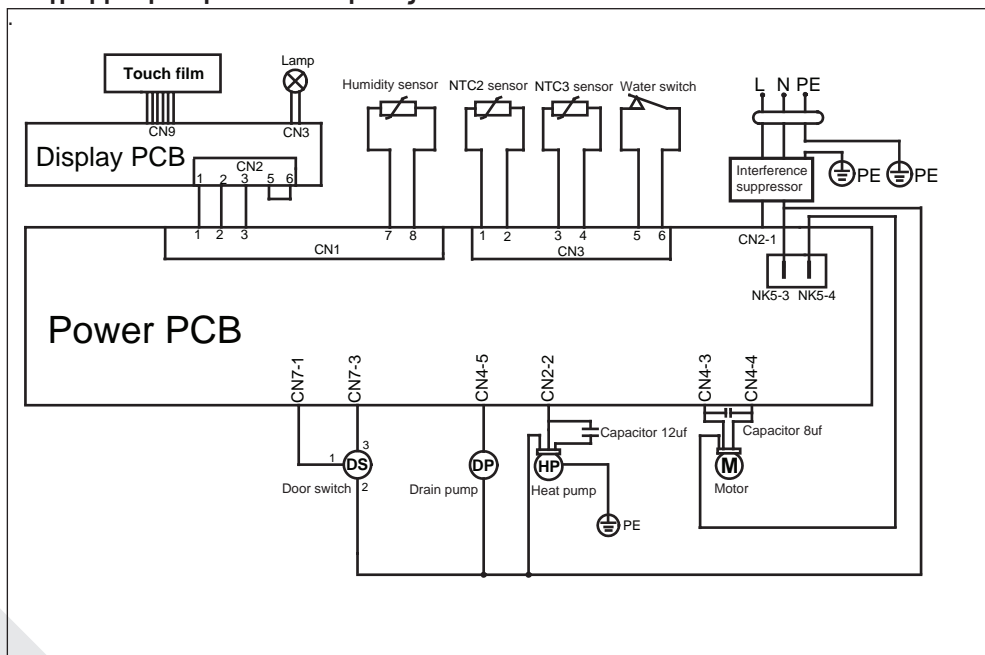 .
Touch film
Lamp
Humidity sensor
NTC2 sensor
NTC3 sensor
Water switch
L N PE
CN9
CN3
Display PCB
CN2
1 2 3 5 6
Interference
suppressor
PE
PE
1 2 3
7 8
CN1
1 2
3 4
5 6
CN3
CN2-1
NK5-3 NK5-4
Power PCB
CN7-1
CN7-3
CN4-5
CN2-2
CN4-3
CN4-4
3
1
DS
2
Door switch
DP
Drain pump
Capacitor 12uf
HP
Heat pump
PE
Capacitor 8uf
M
Motor